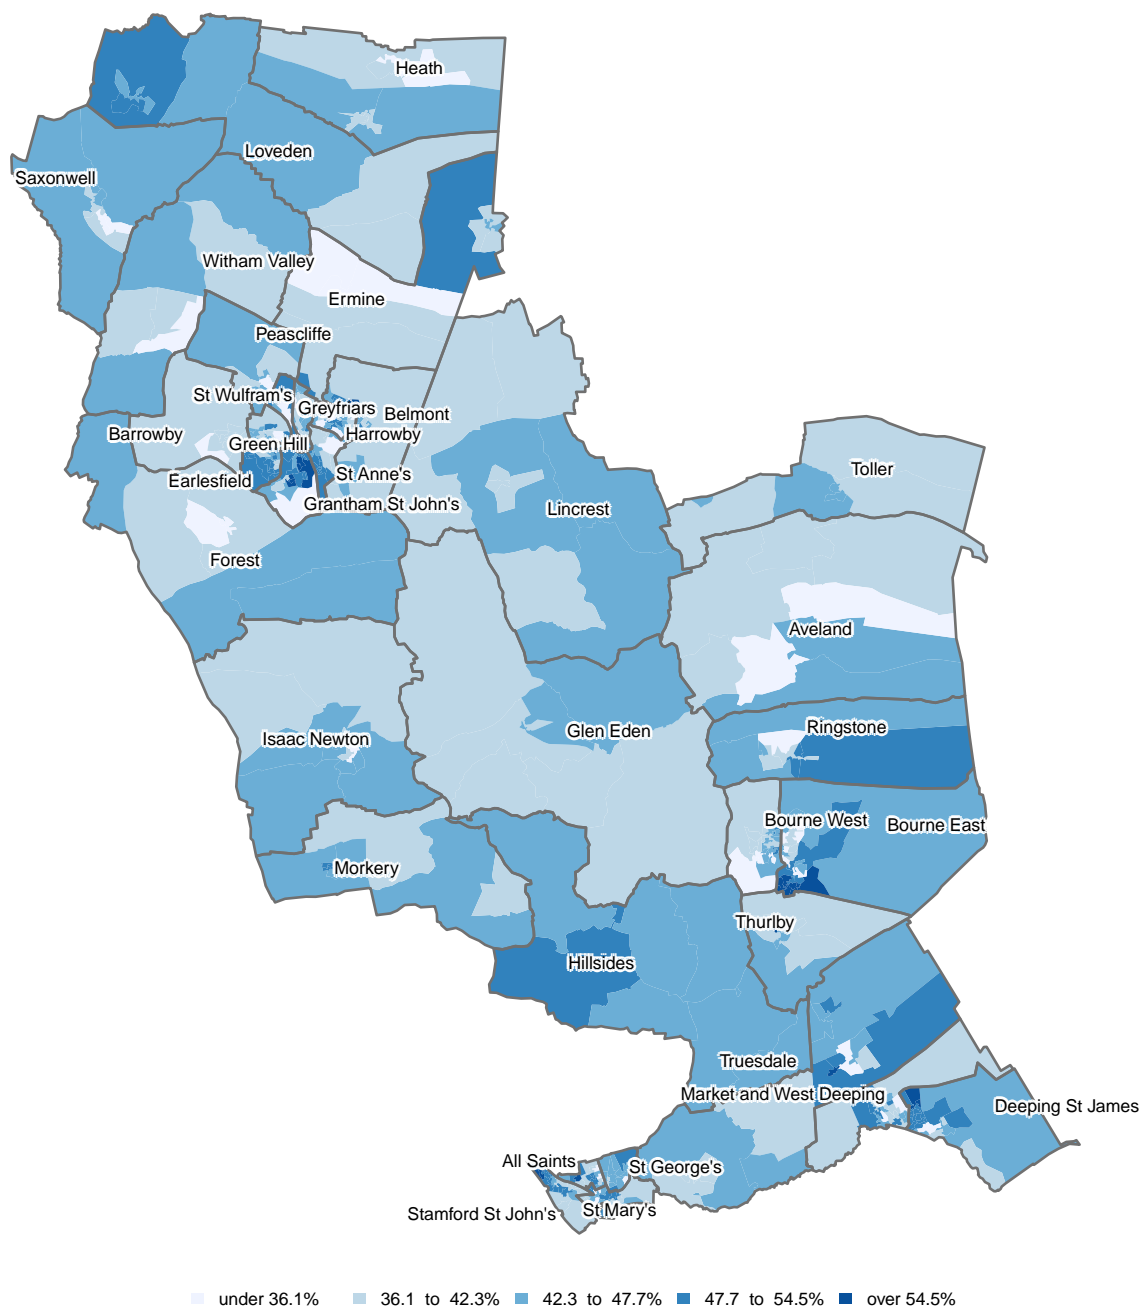 Heath
Loveden
Saxonwell
Witham Valley
Ermine
Peascliffe
St Wulfram's
Greyfriars
Belmont
Barrowby
Green Hill
Harrowby
Earlesfield
St Anne's
Toller
Grantham St John's
Lincrest
Forest
Aveland
Isaac Newton
Glen Eden
Ringstone
Bourne West
Bourne East
Morkery
Thurlby
Hillsides
Truesdale
Market and West Deeping
Deeping St James
All Saints
St George's
Stamford St John's
St Mary's
under 36.1% 36.1 to 42.3% 42.3 to 47.7% 47.7 to 54.5% over 54.5%